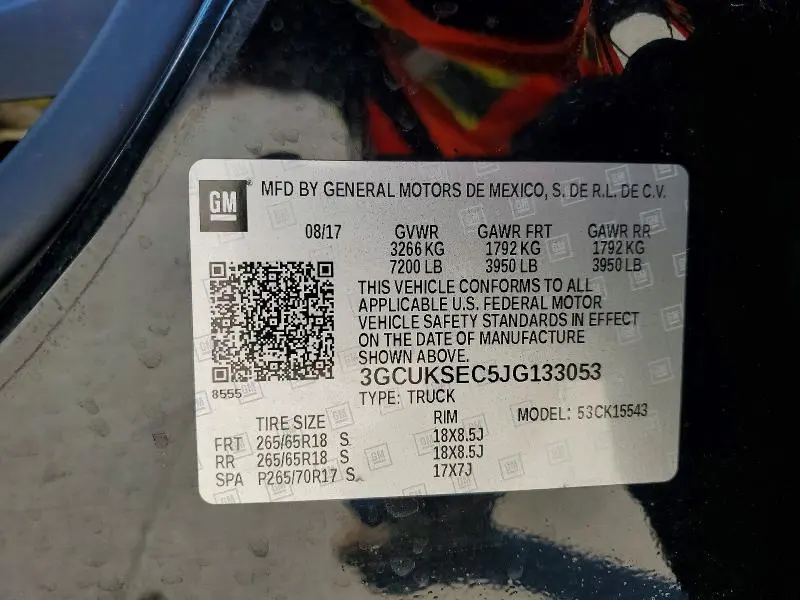 GM
MFD BY GENERAL MOTORS DE MEXICO, S. DE R.L. DE C.V.
08/17 GVWR GAWR FRT GAWR RR
3266 KG 1792 KG 1792 KG
7200 LB 3950 LB 3950 LB
THIS VEHICLE CONFORMS TO ALL
APPLICABLE U.S. FEDERAL MOTOR
VEHICLE SAFETY STANDARDS IN EFFECT
ON THE DATE OF MANUFACTURE
SHOWN ABOVE.
3GCUKSEC5JG133053
8555
TYPE: TRUCK
TIRE SIZE RIM MODEL: 53CK15543
FRT 265/65R18 S 18X8.5J
RR 265/65R18 S 18X8.5J
SPA P265/70R17 S 17X7J